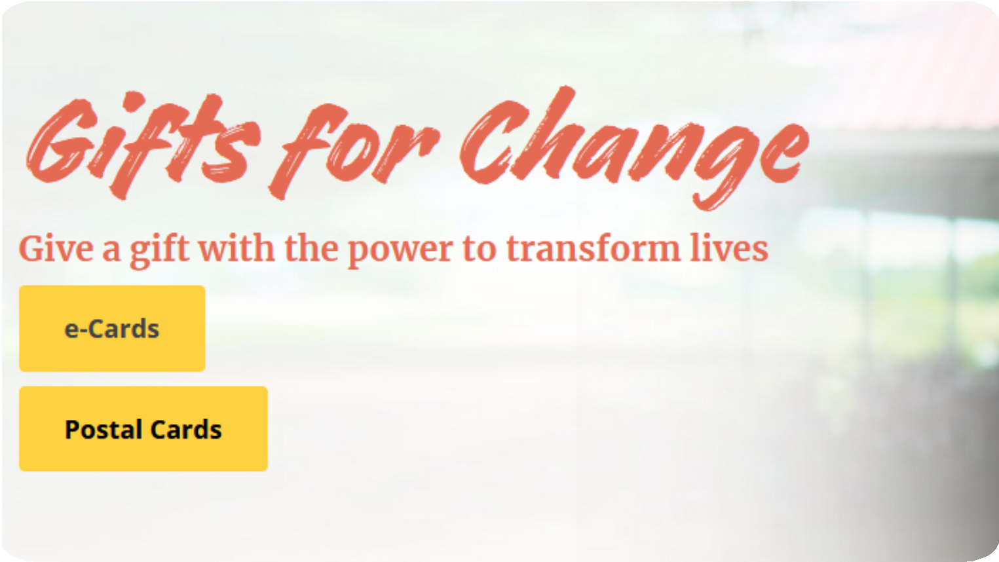 Gifts for Change
Give a gift with the power to transform lives
e-Cards
Postal Cards